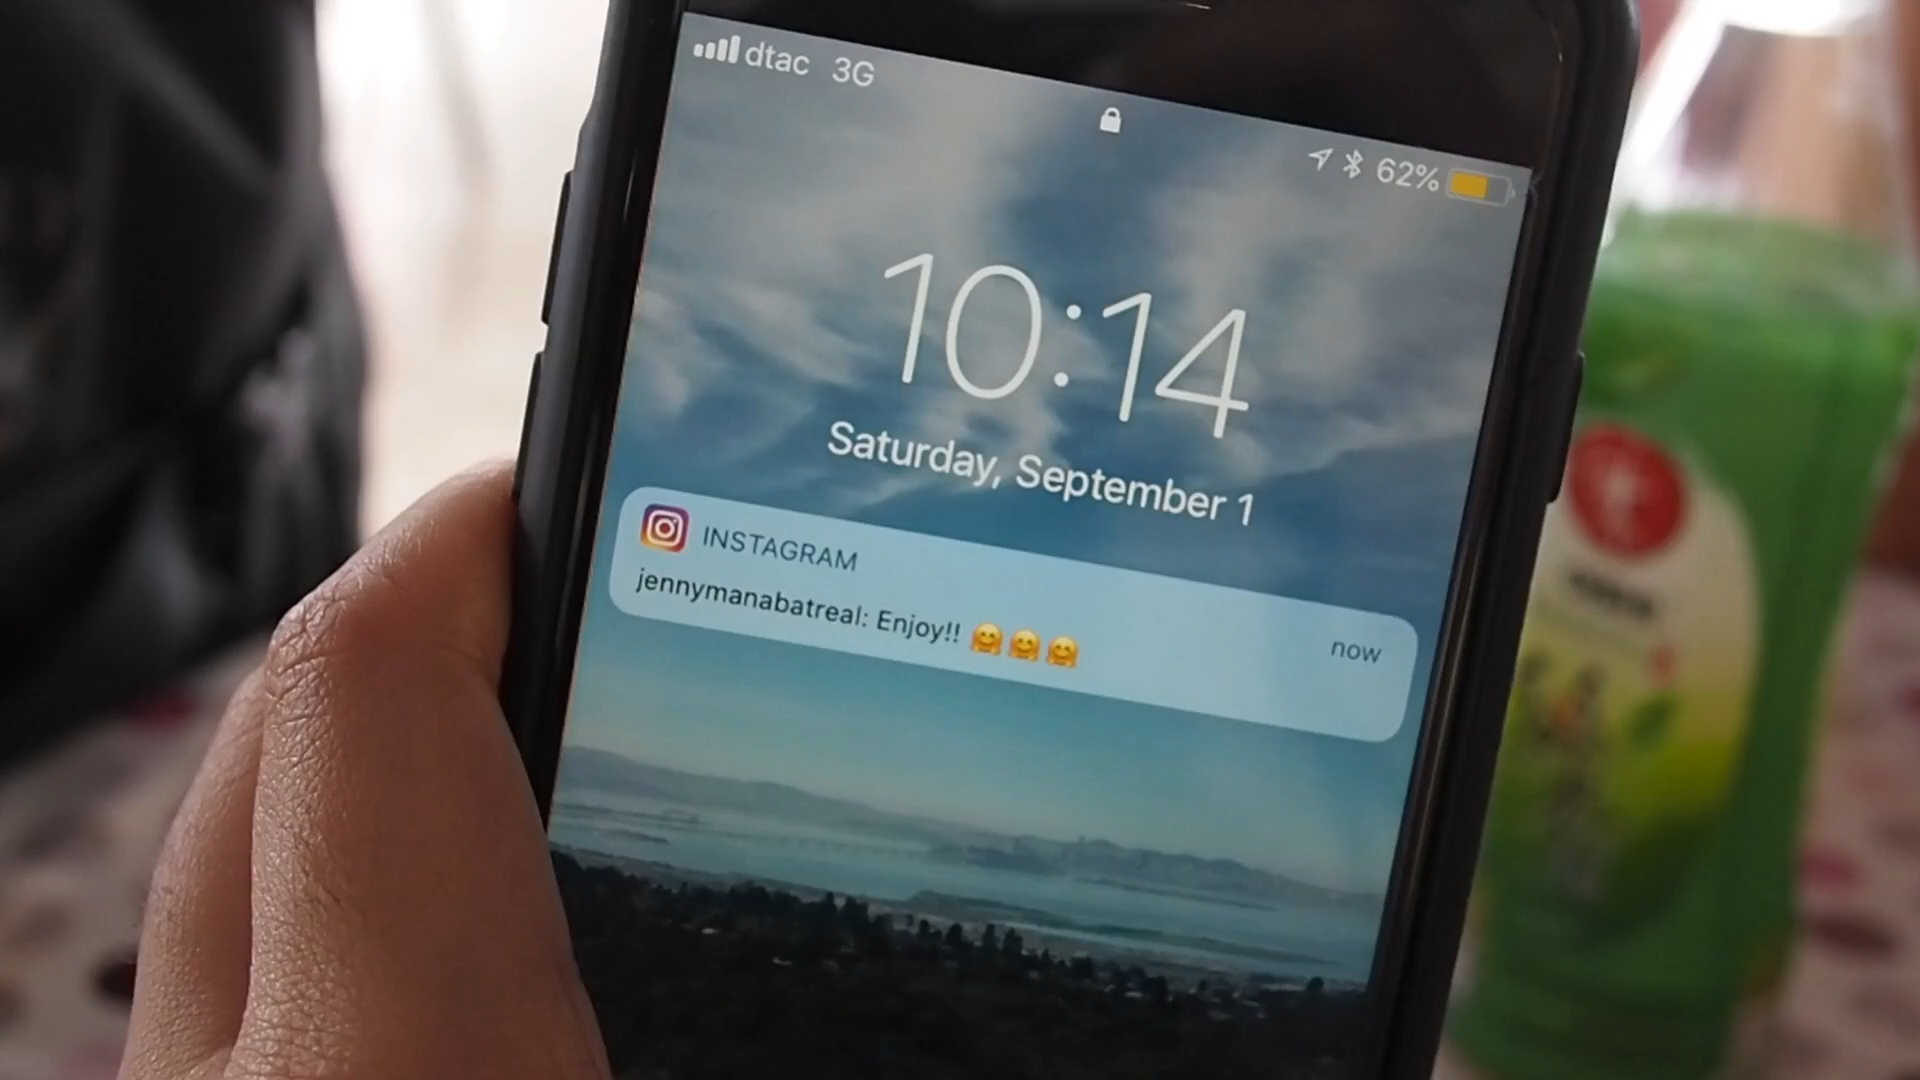 dtac 3G
62%
10:14
Saturday, September 1
INSTAGRAM
now
jennymanabatreal: Enjoy!! 🤗🤗🤗